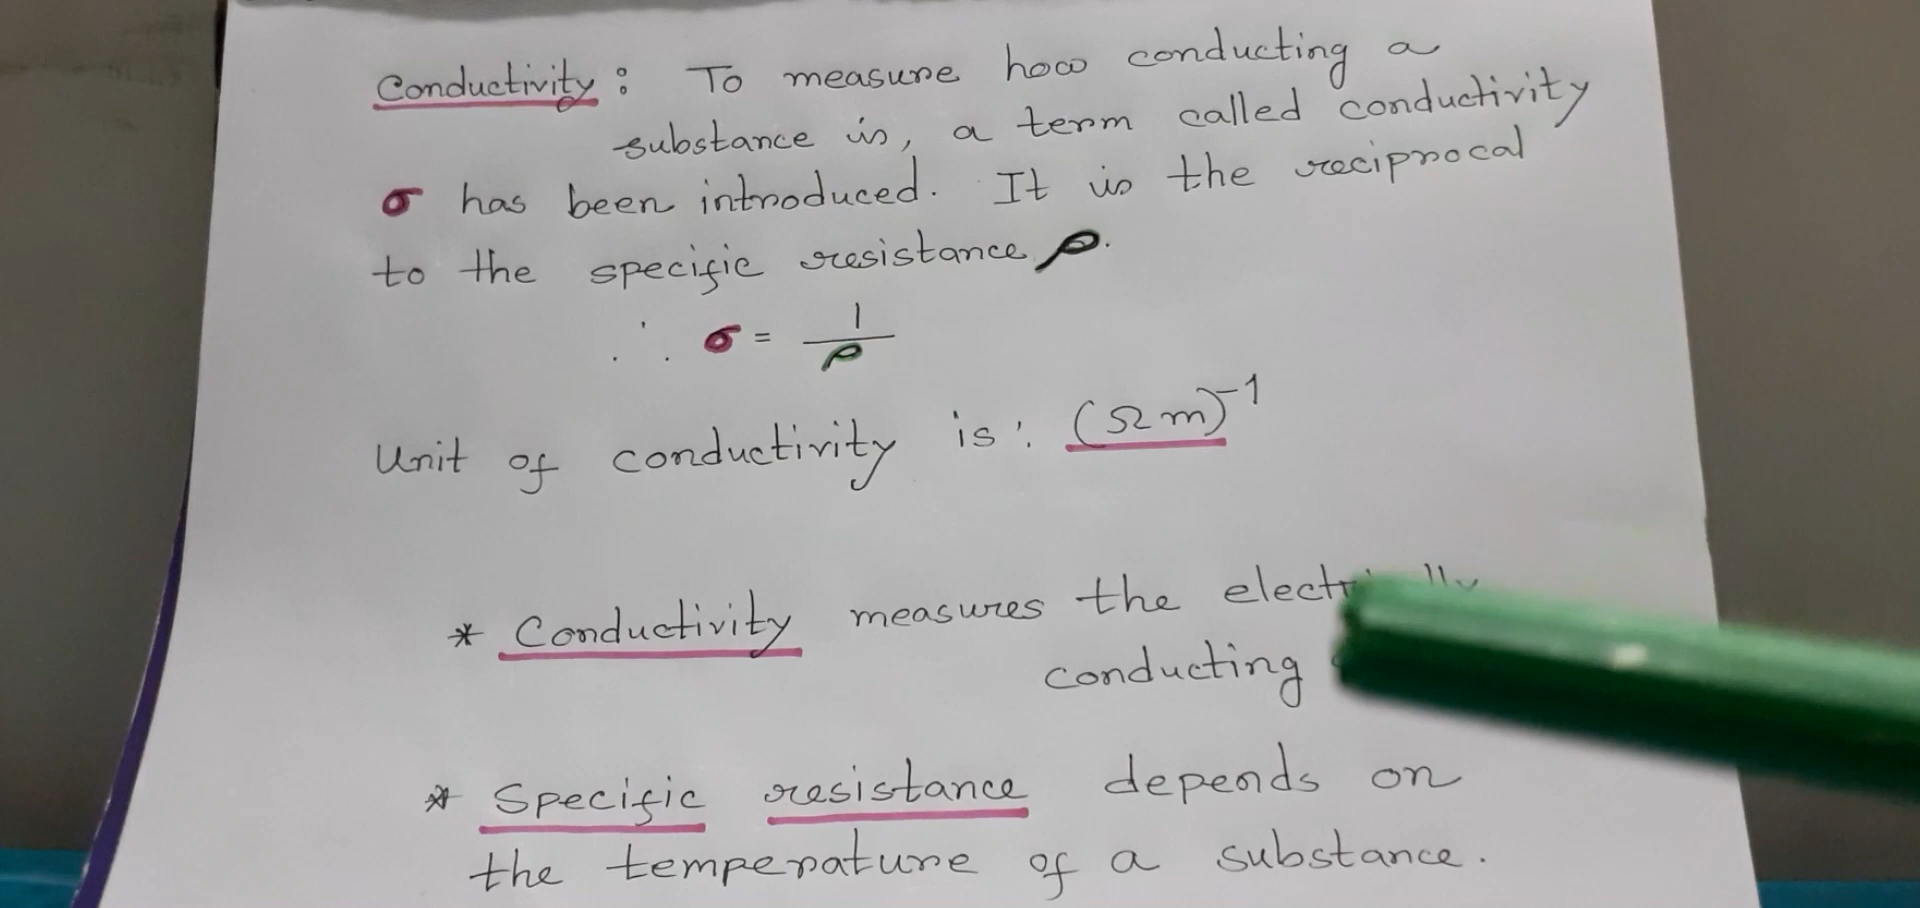 Conductivity : To measure how conducting a
substance is, a term called conductivity
σ has been introduced. It is the reciprocal
to the specific resistance ρ.
∴ σ = 1/ρ
Unit of conductivity is : (Ωm)⁻¹
* Conductivity measures the
conducting
* Specific resistance depends on
the temperature of a substance.